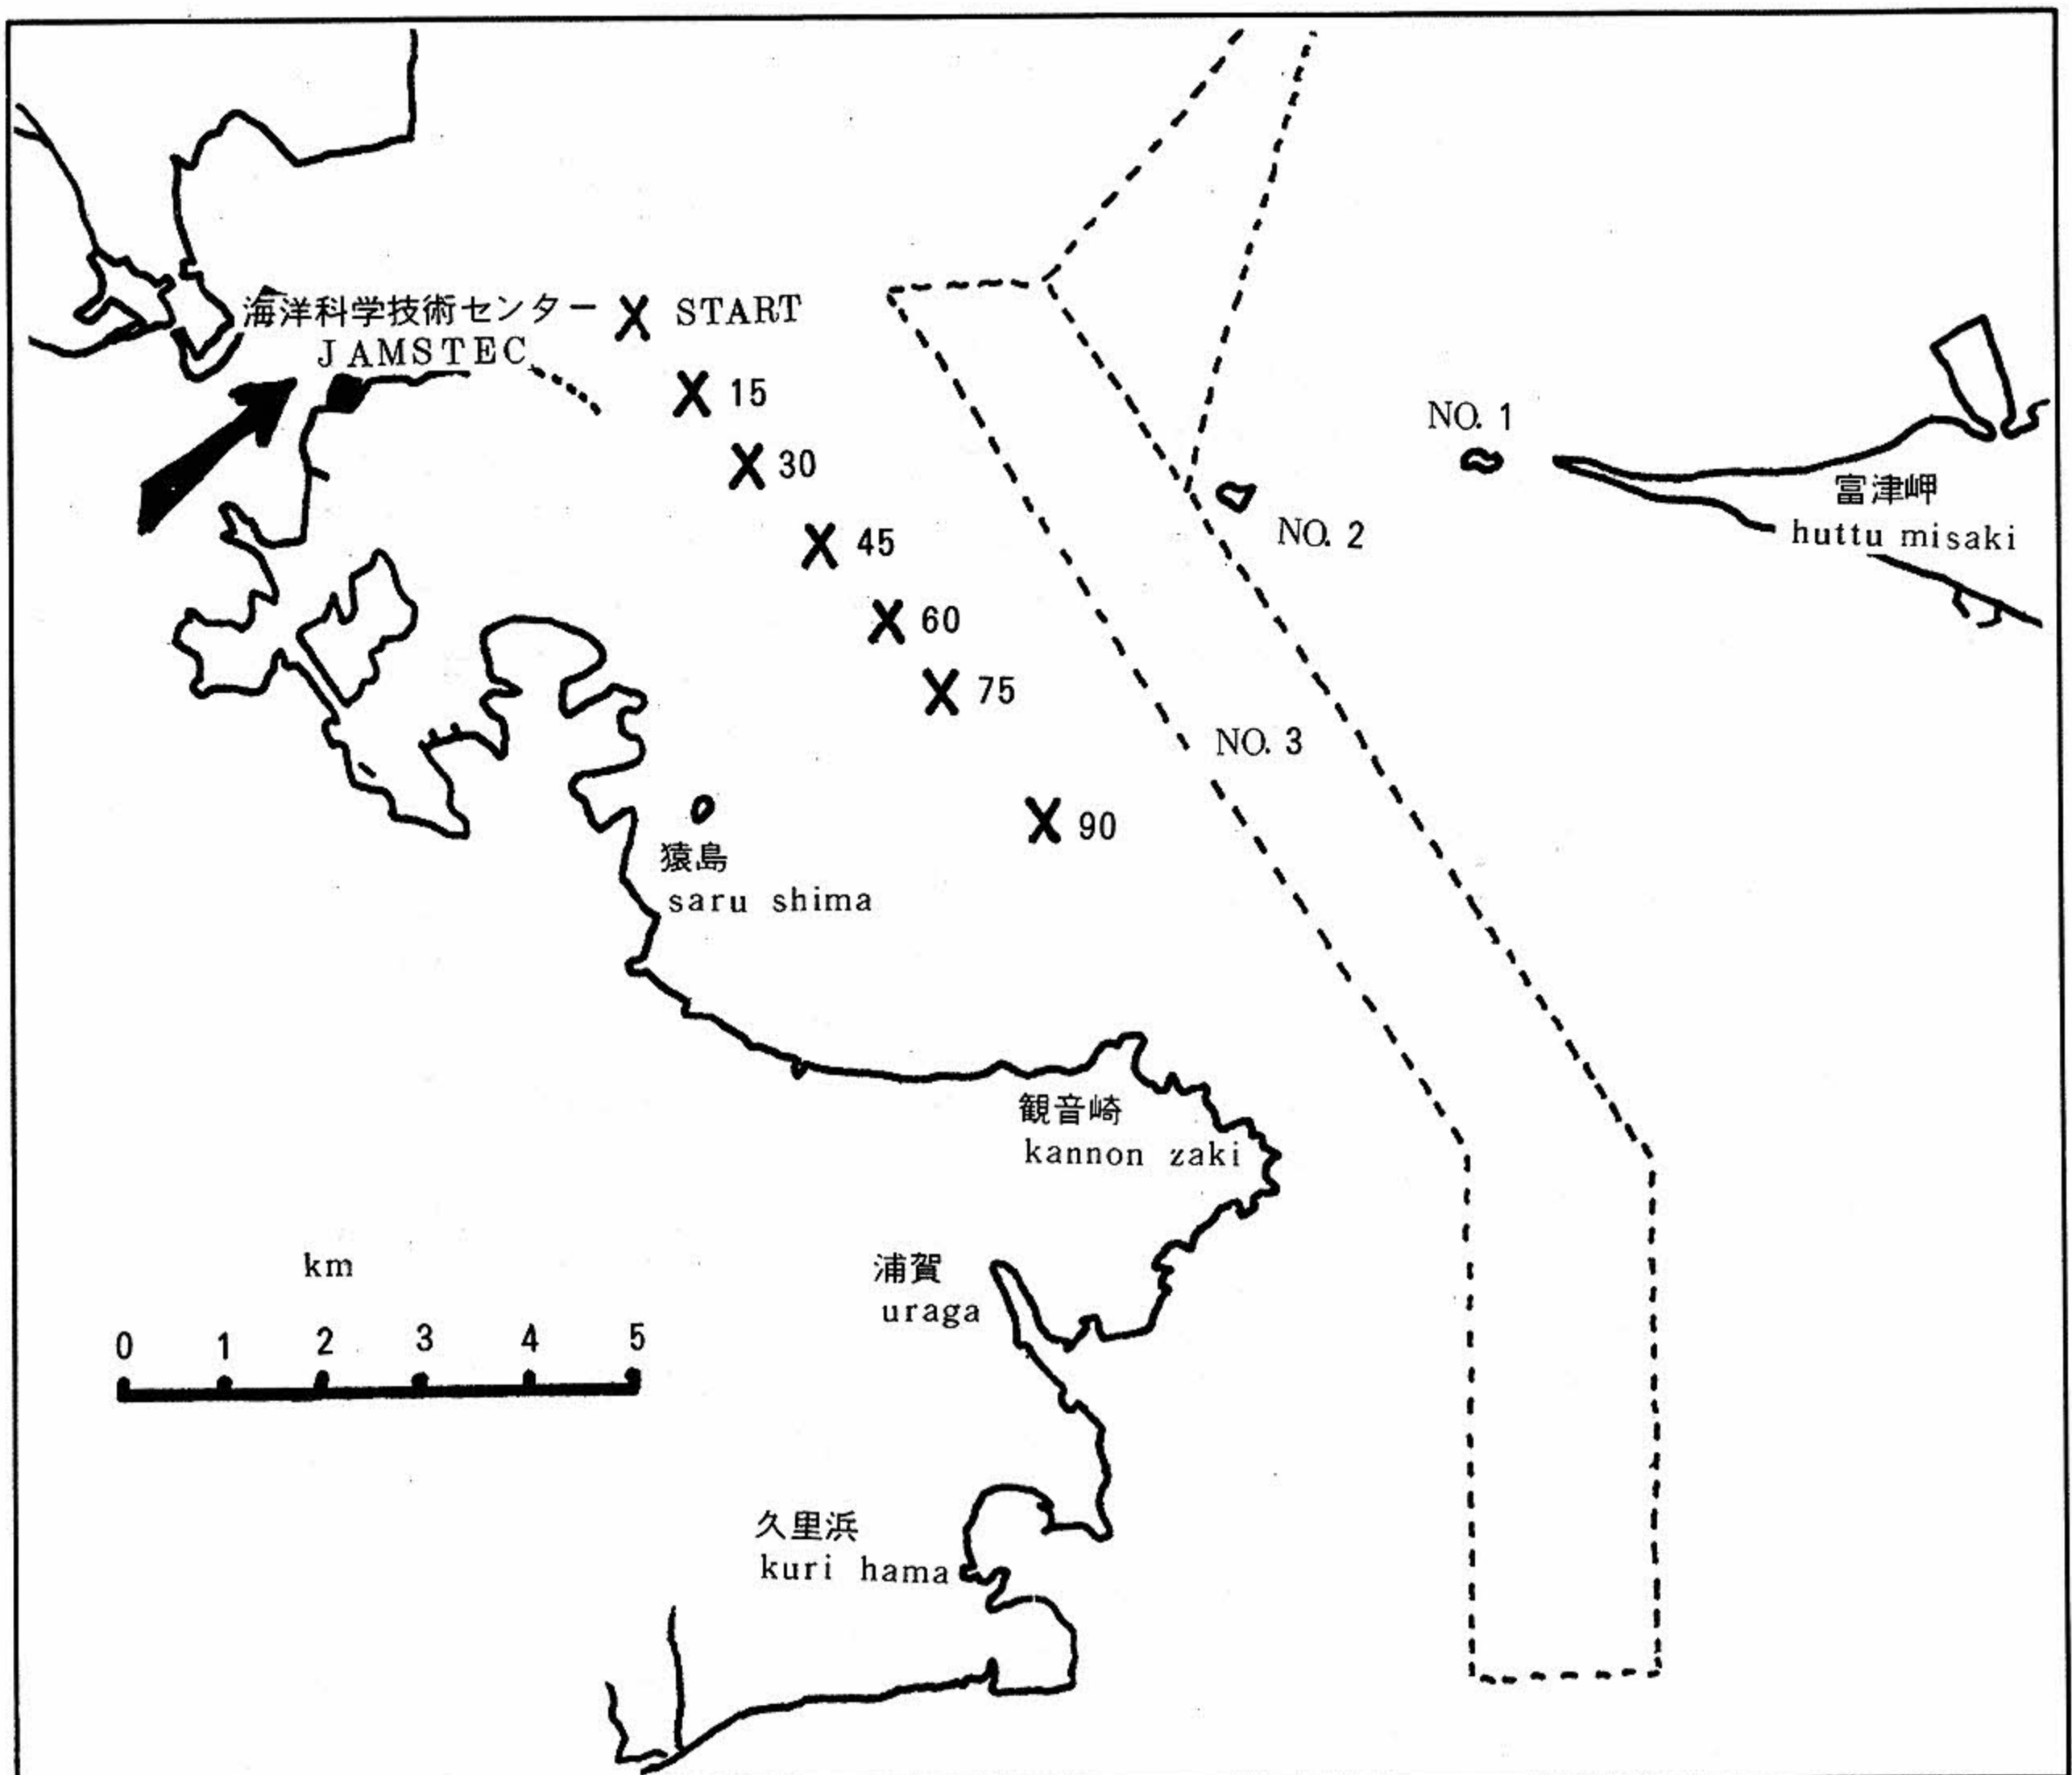 海洋科学技術センター
JAMSTEC
START
15
30
45
60
75
90
NO. 1
NO. 2
NO. 3
富津岬
huttu misaki
猿島
saru shima
観音崎
kannon zaki
浦賀
uraga
km
0 1 2 3 4 5
久里浜
kuri hama